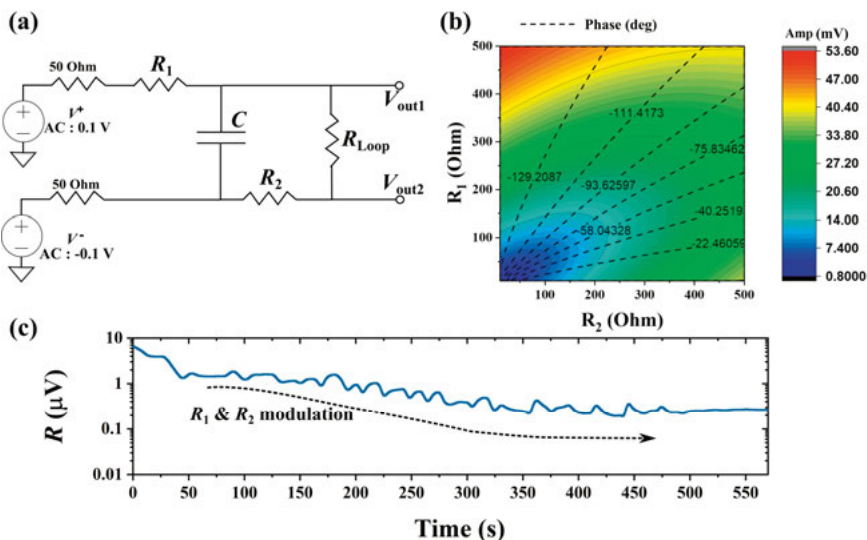 (a)
50 Ohm
R1
V+
AC : 0.1 V
C
RLoop
Vout1
50 Ohm
R2
Vout2
V-
AC : -0.1 V
(b)
Phase (deg)
Amp (mV)
R1 (Ohm)
500
400
300
200
100
-111.4173
-75.83462
-129.2087
-93.62597
-40.2519
-58.04328
-22.46059
100
200
300
400
500
R2 (Ohm)
53.60
47.00
40.40
33.80
27.20
20.60
14.00
7.400
0.8000
(c)
R (μV)
10
1
0.1
0.01
R1 & R2 modulation
0 50 100 150 200 250 300 350 400 450 500 550
Time (s)